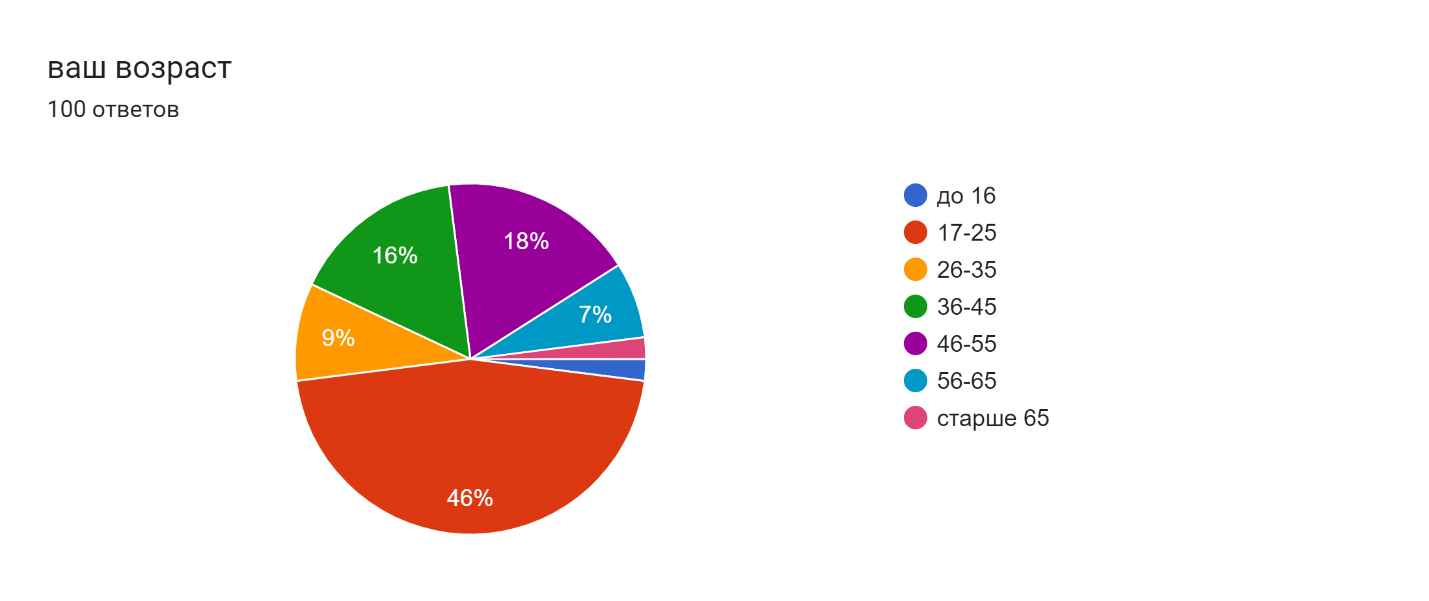 ваш возраст
100 ответов
18%
16%
7%
9%
46%
до 16
17-25
26-35
36-45
46-55
56-65
старше 65